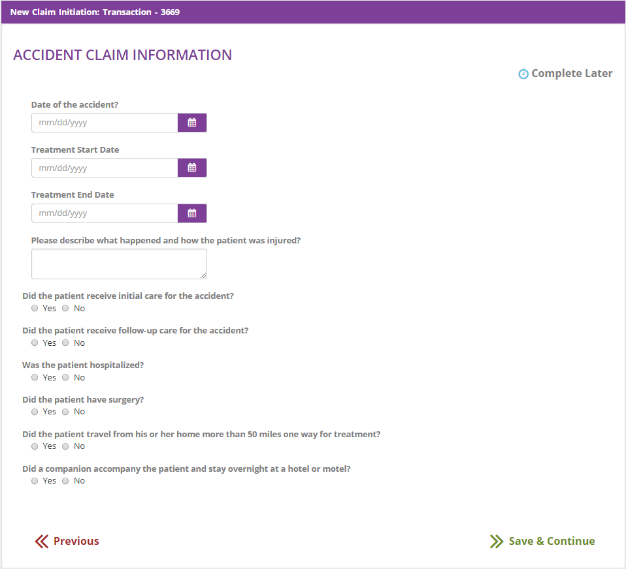 New Claim Initiation: Transaction - 3669
ACCIDENT CLAIM INFORMATION
Complete Later
Date of the accident?
mm/dd/yyyy
Treatment Start Date
mm/dd/yyyy
Treatment End Date
mm/dd/yyyy
Please describe what happened and how the patient was injured?
Did the patient receive initial care for the accident?
Yes No
Did the patient receive follow-up care for the accident?
Yes No
Was the patient hospitalized?
Yes No
Did the patient have surgery?
Yes No
Did the patient travel from his or her home more than 50 miles one way for treatment?
Yes No
Did a companion accompany the patient and stay overnight at a hotel or motel?
Yes No
Previous
Save & Continue